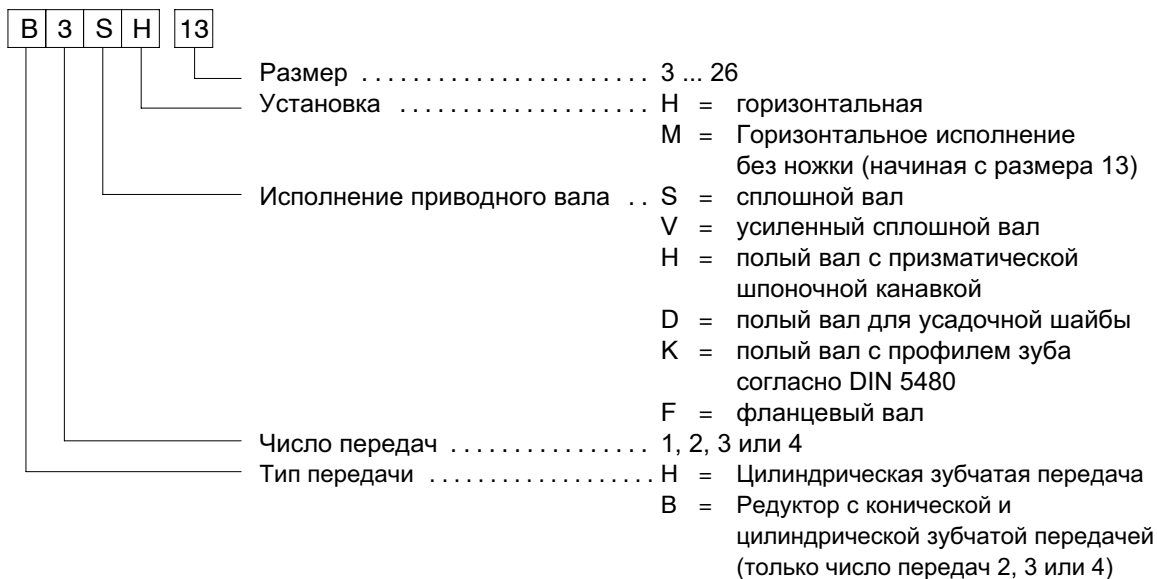 B 3 S H 13
Размер . . . . . . . . . . . . . . . . . . . . . . . . 3 ... 26
Установка . . . . . . . . . . . . . . . . . . . . . H = горизонтальная
M = Горизонтальное исполнение
без ножки (начиная с размера 13)
Исполнение приводного вала . . S = сплошной вал
V = усиленный сплошной вал
H = полый вал с призматической
шпоночной канавкой
D = полый вал для усадочной шайбы
K = полый вал с профилем зуба
согласно DIN 5480
F = фланцевый вал
Число передач . . . . . . . . . . . . . . . . . 1, 2, 3 или 4
Тип передачи . . . . . . . . . . . . . . . . . . . H = Цилиндрическая зубчатая передача
B = Редуктор с конической и
цилиндрической зубчатой передачей
(только число передач 2, 3 или 4)